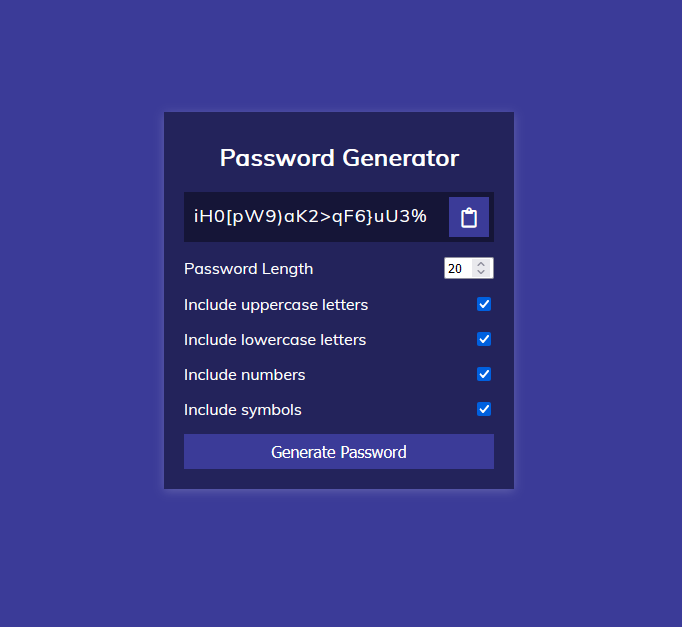 Password Generator
iH0[pW9)aK2>qF6}uU3%
Password Length 20
Include uppercase letters
Include lowercase letters
Include numbers
Include symbols
Generate Password